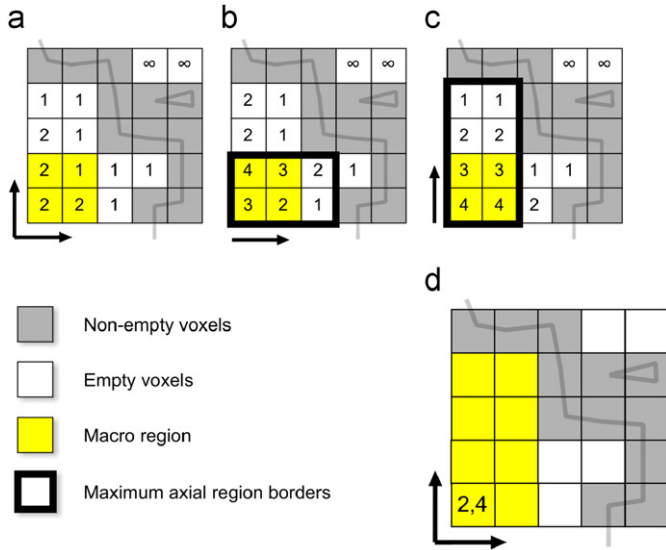 a
∞ ∞
1 1
2 1
2 1 1 1
2 2 1
b
∞ ∞
2 1
2 1
4 3 2 1
3 2 1
c
∞ ∞
1 1
2 2
3 3 1 1
4 4 2
Non-empty voxels
Empty voxels
Macro region
Maximum axial region borders
d
2,4